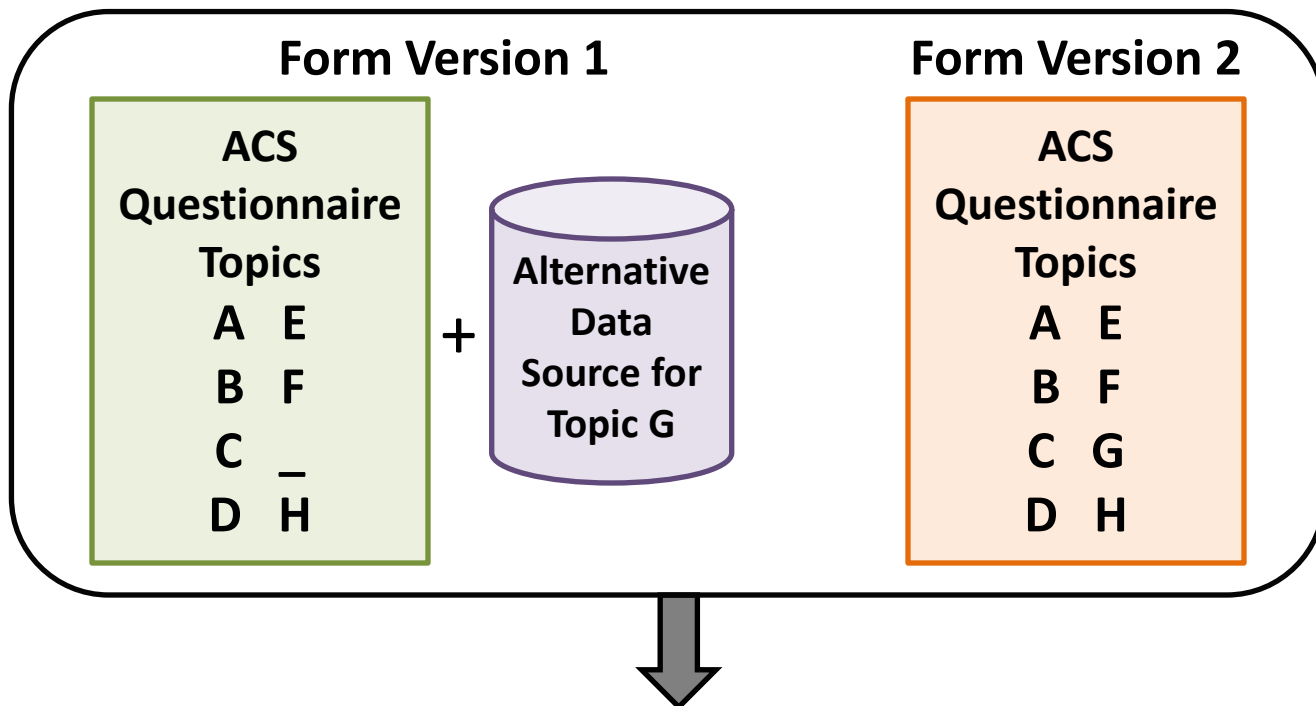 Form Version 1
ACS
Questionnaire
Topics
A E
B F
C _
D H
+
Alternative
Data
Source for
Topic G
Form Version 2
ACS
Questionnaire
Topics
A E
B F
C G
D H